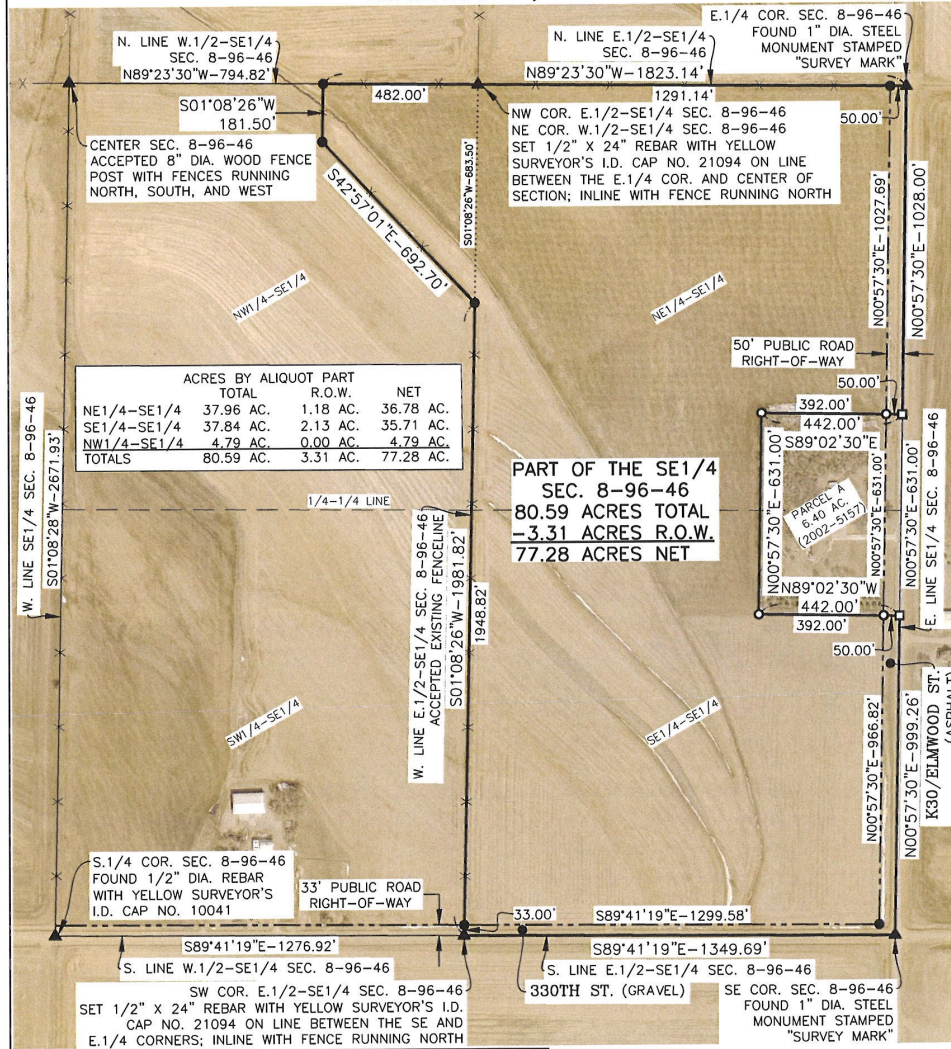 N. LINE W.1/2-SE1/4
SEC. 8-96-46
N89°23'30"W-794.82'
N. LINE E.1/2-SE1/4
SEC. 8-96-46
N89°23'30"W-1823.14'
E.1/4 COR. SEC. 8-96-46
FOUND 1" DIA. STEEL
MONUMENT STAMPED
"SURVEY MARK"
S01°08'26"W
181.50'
482.00'
1291.14'
50.00'
CENTER SEC. 8-96-46
ACCEPTED 8" DIA. WOOD FENCE
POST WITH FENCES RUNNING
NORTH, SOUTH, AND WEST
NW COR. E.1/2-SE1/4 SEC. 8-96-46
NE COR. W.1/2-SE1/4 SEC. 8-96-46
SET 1/2" X 24" REBAR WITH YELLOW
SURVEYOR'S I.D. CAP NO. 21094 ON LINE
BETWEEN THE E.1/4 COR. AND CENTER OF
SECTION; INLINE WITH FENCE RUNNING NORTH
S42°57'01"E-692.70'
S01°08'26"W-683.50'
N00°57'30"E-1027.69'
N00°57'30"E-1028.00'
NW1/4-SE1/4
NE1/4-SE1/4
50' PUBLIC ROAD
RIGHT-OF-WAY
50.00'
ACRES BY ALIQUOT PART
TOTAL R.O.W. NET
NE1/4-SE1/4 37.96 AC. 1.18 AC. 36.78 AC.
SE1/4-SE1/4 37.84 AC. 2.13 AC. 35.71 AC.
NW1/4-SE1/4 4.79 AC. 0.00 AC. 4.79 AC.
TOTALS 80.59 AC. 3.31 AC. 77.28 AC.
392.00'
442.00'
S89°02'30"E
PARCEL A
6.40 AC.
(2002-5157)
N00°57'30"E-631.00'
N00°57'30"E-631.00'
N00°57'30"E-631.00'
N89°02'30"W
442.00'
392.00'
50.00'
PART OF THE SE1/4
SEC. 8-96-46
80.59 ACRES TOTAL
-3.31 ACRES R.O.W.
77.28 ACRES NET
W. LINE SE1/4 SEC. 8-96-46
S01°08'28"W-2671.93'
1/4-1/4 LINE
W. LINE E.1/2-SE1/4 SEC. 8-96-46
ACCEPTED EXISTING FENCELINE
S01°08'26"W-1981.82'
1948.82'
E. LINE SE1/4 SEC. 8-96-46
SW1/4-SE1/4
SE1/4-SE1/4
N00°57'30"E-966.82'
N00°57'30"E-999.26'
K30/ELMWOOD ST.
(ASPHALT)
S.1/4 COR. SEC. 8-96-46
FOUND 1/2" DIA. REBAR
WITH YELLOW SURVEYOR'S
I.D. CAP NO. 10041
33' PUBLIC ROAD
RIGHT-OF-WAY
33.00'
S89°41'19"E-1299.58'
S89°41'19"E-1276.92'
S89°41'19"E-1349.69'
S. LINE W.1/2-SE1/4 SEC. 8-96-46
S. LINE E.1/2-SE1/4 SEC. 8-96-46
SW COR. E.1/2-SE1/4 SEC. 8-96-46
SET 1/2" X 24" REBAR WITH YELLOW SURVEYOR'S I.D.
CAP NO. 21094 ON LINE BETWEEN THE SE AND
E.1/4 CORNERS; INLINE WITH FENCE RUNNING NORTH
330TH ST. (GRAVEL)
SE COR. SEC. 8-96-46
FOUND 1" DIA. STEEL
MONUMENT STAMPED
"SURVEY MARK"